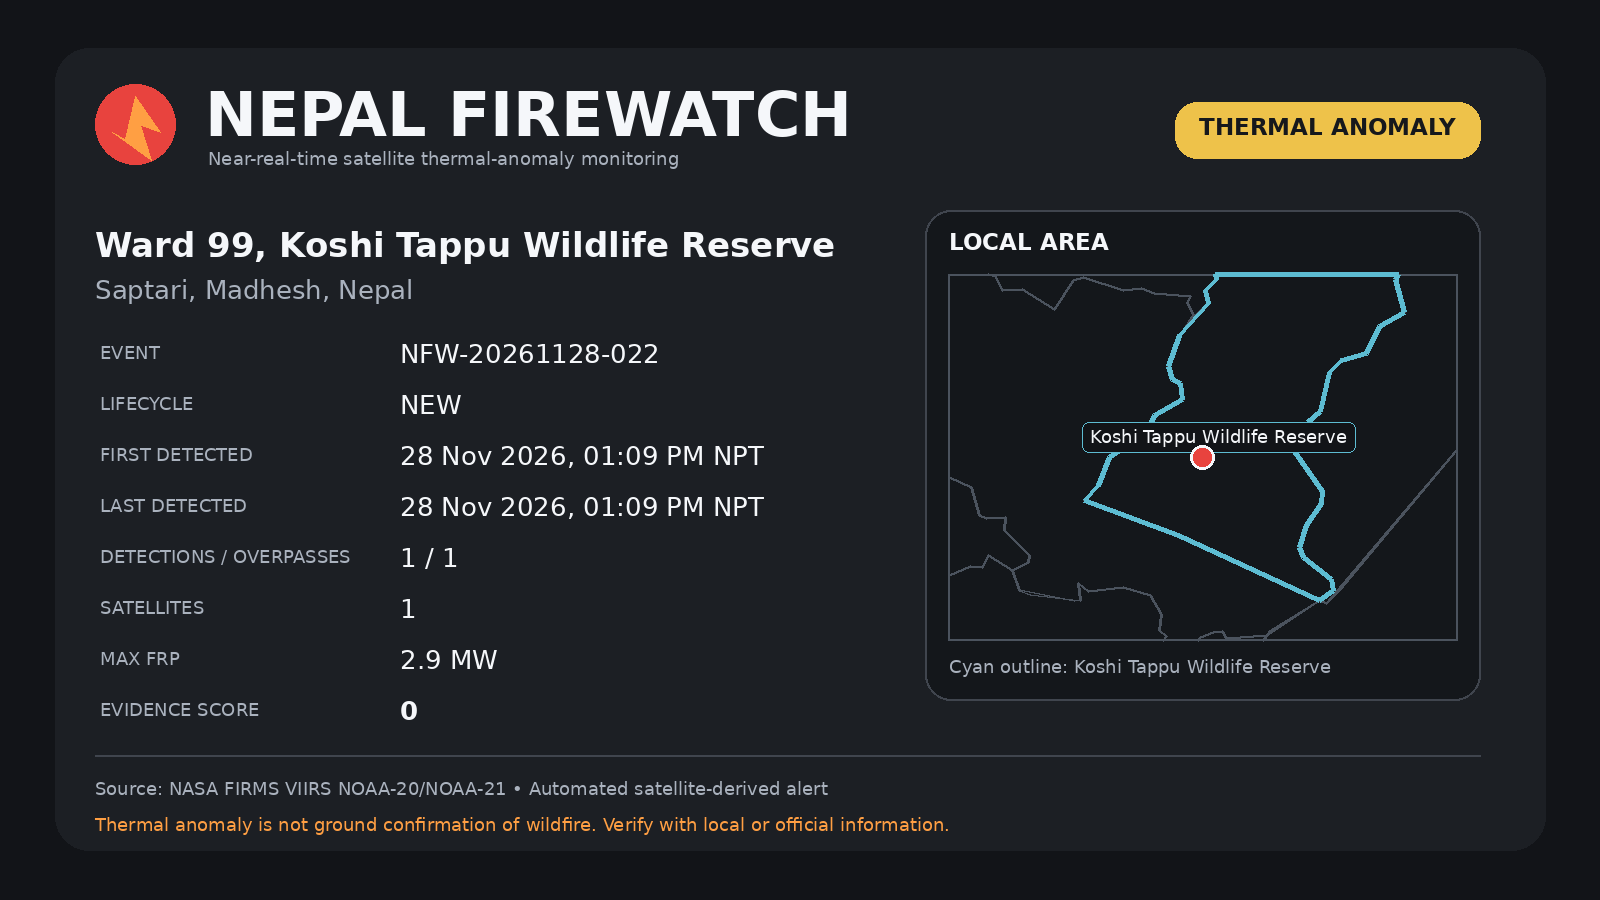 NEPAL FIREWATCH
Near-real-time satellite thermal-anomaly monitoring
THERMAL ANOMALY
Ward 99, Koshi Tappu Wildlife Reserve
Saptari, Madhesh, Nepal
EVENT NFW-20261128-022
LIFECYCLE NEW
FIRST DETECTED 28 Nov 2026, 01:09 PM NPT
LAST DETECTED 28 Nov 2026, 01:09 PM NPT
DETECTIONS / OVERPASSES 1 / 1
SATELLITES 1
MAX FRP 2.9 MW
EVIDENCE SCORE 0
LOCAL AREA
Koshi Tappu Wildlife Reserve
Cyan outline: Koshi Tappu Wildlife Reserve
Source: NASA FIRMS VIIRS NOAA-20/NOAA-21 • Automated satellite-derived alert
Thermal anomaly is not ground confirmation of wildfire. Verify with local or official information.